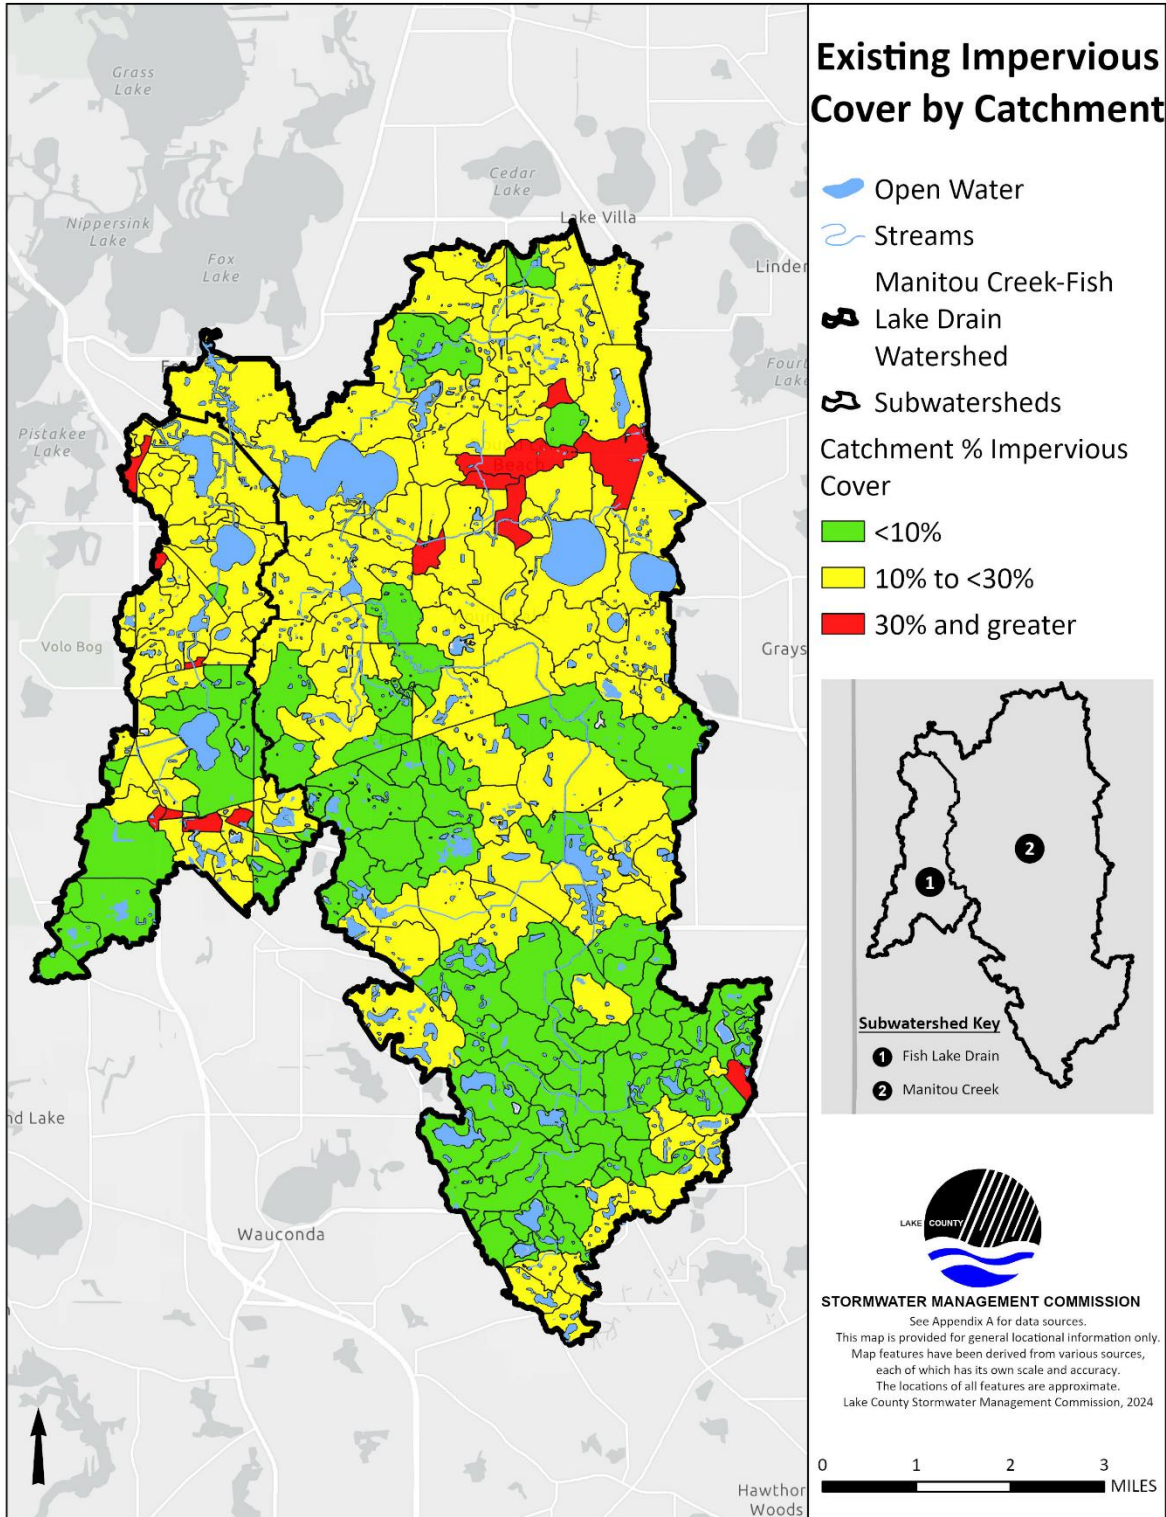 Existing Impervious
Cover by Catchment
Open Water
Streams
Manitou Creek-Fish
Lake Drain
Watershed
Subwatersheds
Catchment % Impervious
Cover
<10%
10% to <30%
30% and greater
Grass
Lake
Cedar
Lake
Lake Villa
Nippersink
Lake
Fox
Lake
Linden
Fourt
Lake
Pistakee
Lake
Beach
Volo Bog
Grays
nd Lake
Wauconda
Hawthor
Woods
1
2
Subwatershed Key
1 Fish Lake Drain
2 Manitou Creek
LAKE COUNTY
STORMWATER MANAGEMENT COMMISSION
See Appendix A for data sources.
This map is provided for general locational information only.
Map features have been derived from various sources,
each of which has its own scale and accuracy.
The locations of all features are approximate.
Lake County Stormwater Management Commission, 2024
0 1 2 3
MILES